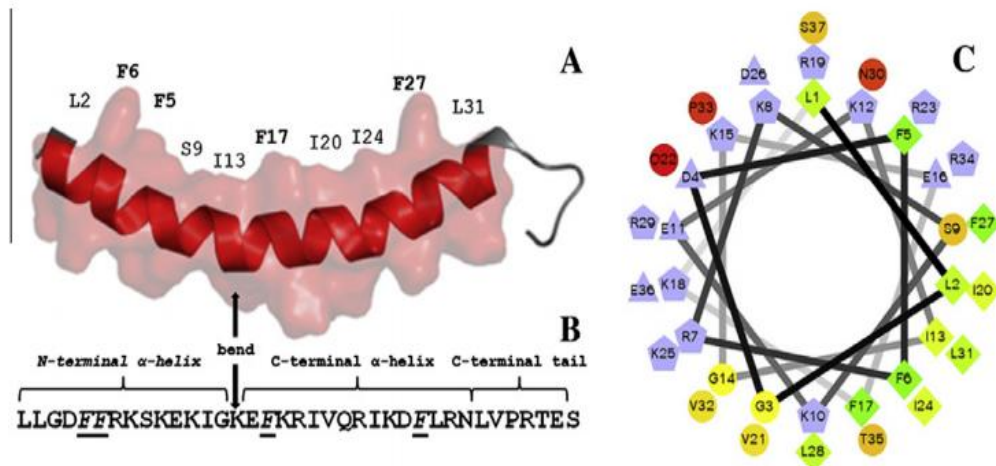 A
F6
F27
L2
F5
L31
S9
I13
F17
I20
I24
B
N-terminal α-helix bend C-terminal α-helix C-terminal tail
LLGDFFRKSKEKIGKEFKRIVQRIKDFLRNLVPRTES
C
S37
R19
D26
N30
L1
K8
K12
P33
R23
K15
F5
Q22
D4
E16
R34
R29
E11
S9
F27
E36
K18
L2
I20
R7
I13
K25
L31
G14
F6
V32
G3
K10
F17
I24
V21
L28
T35